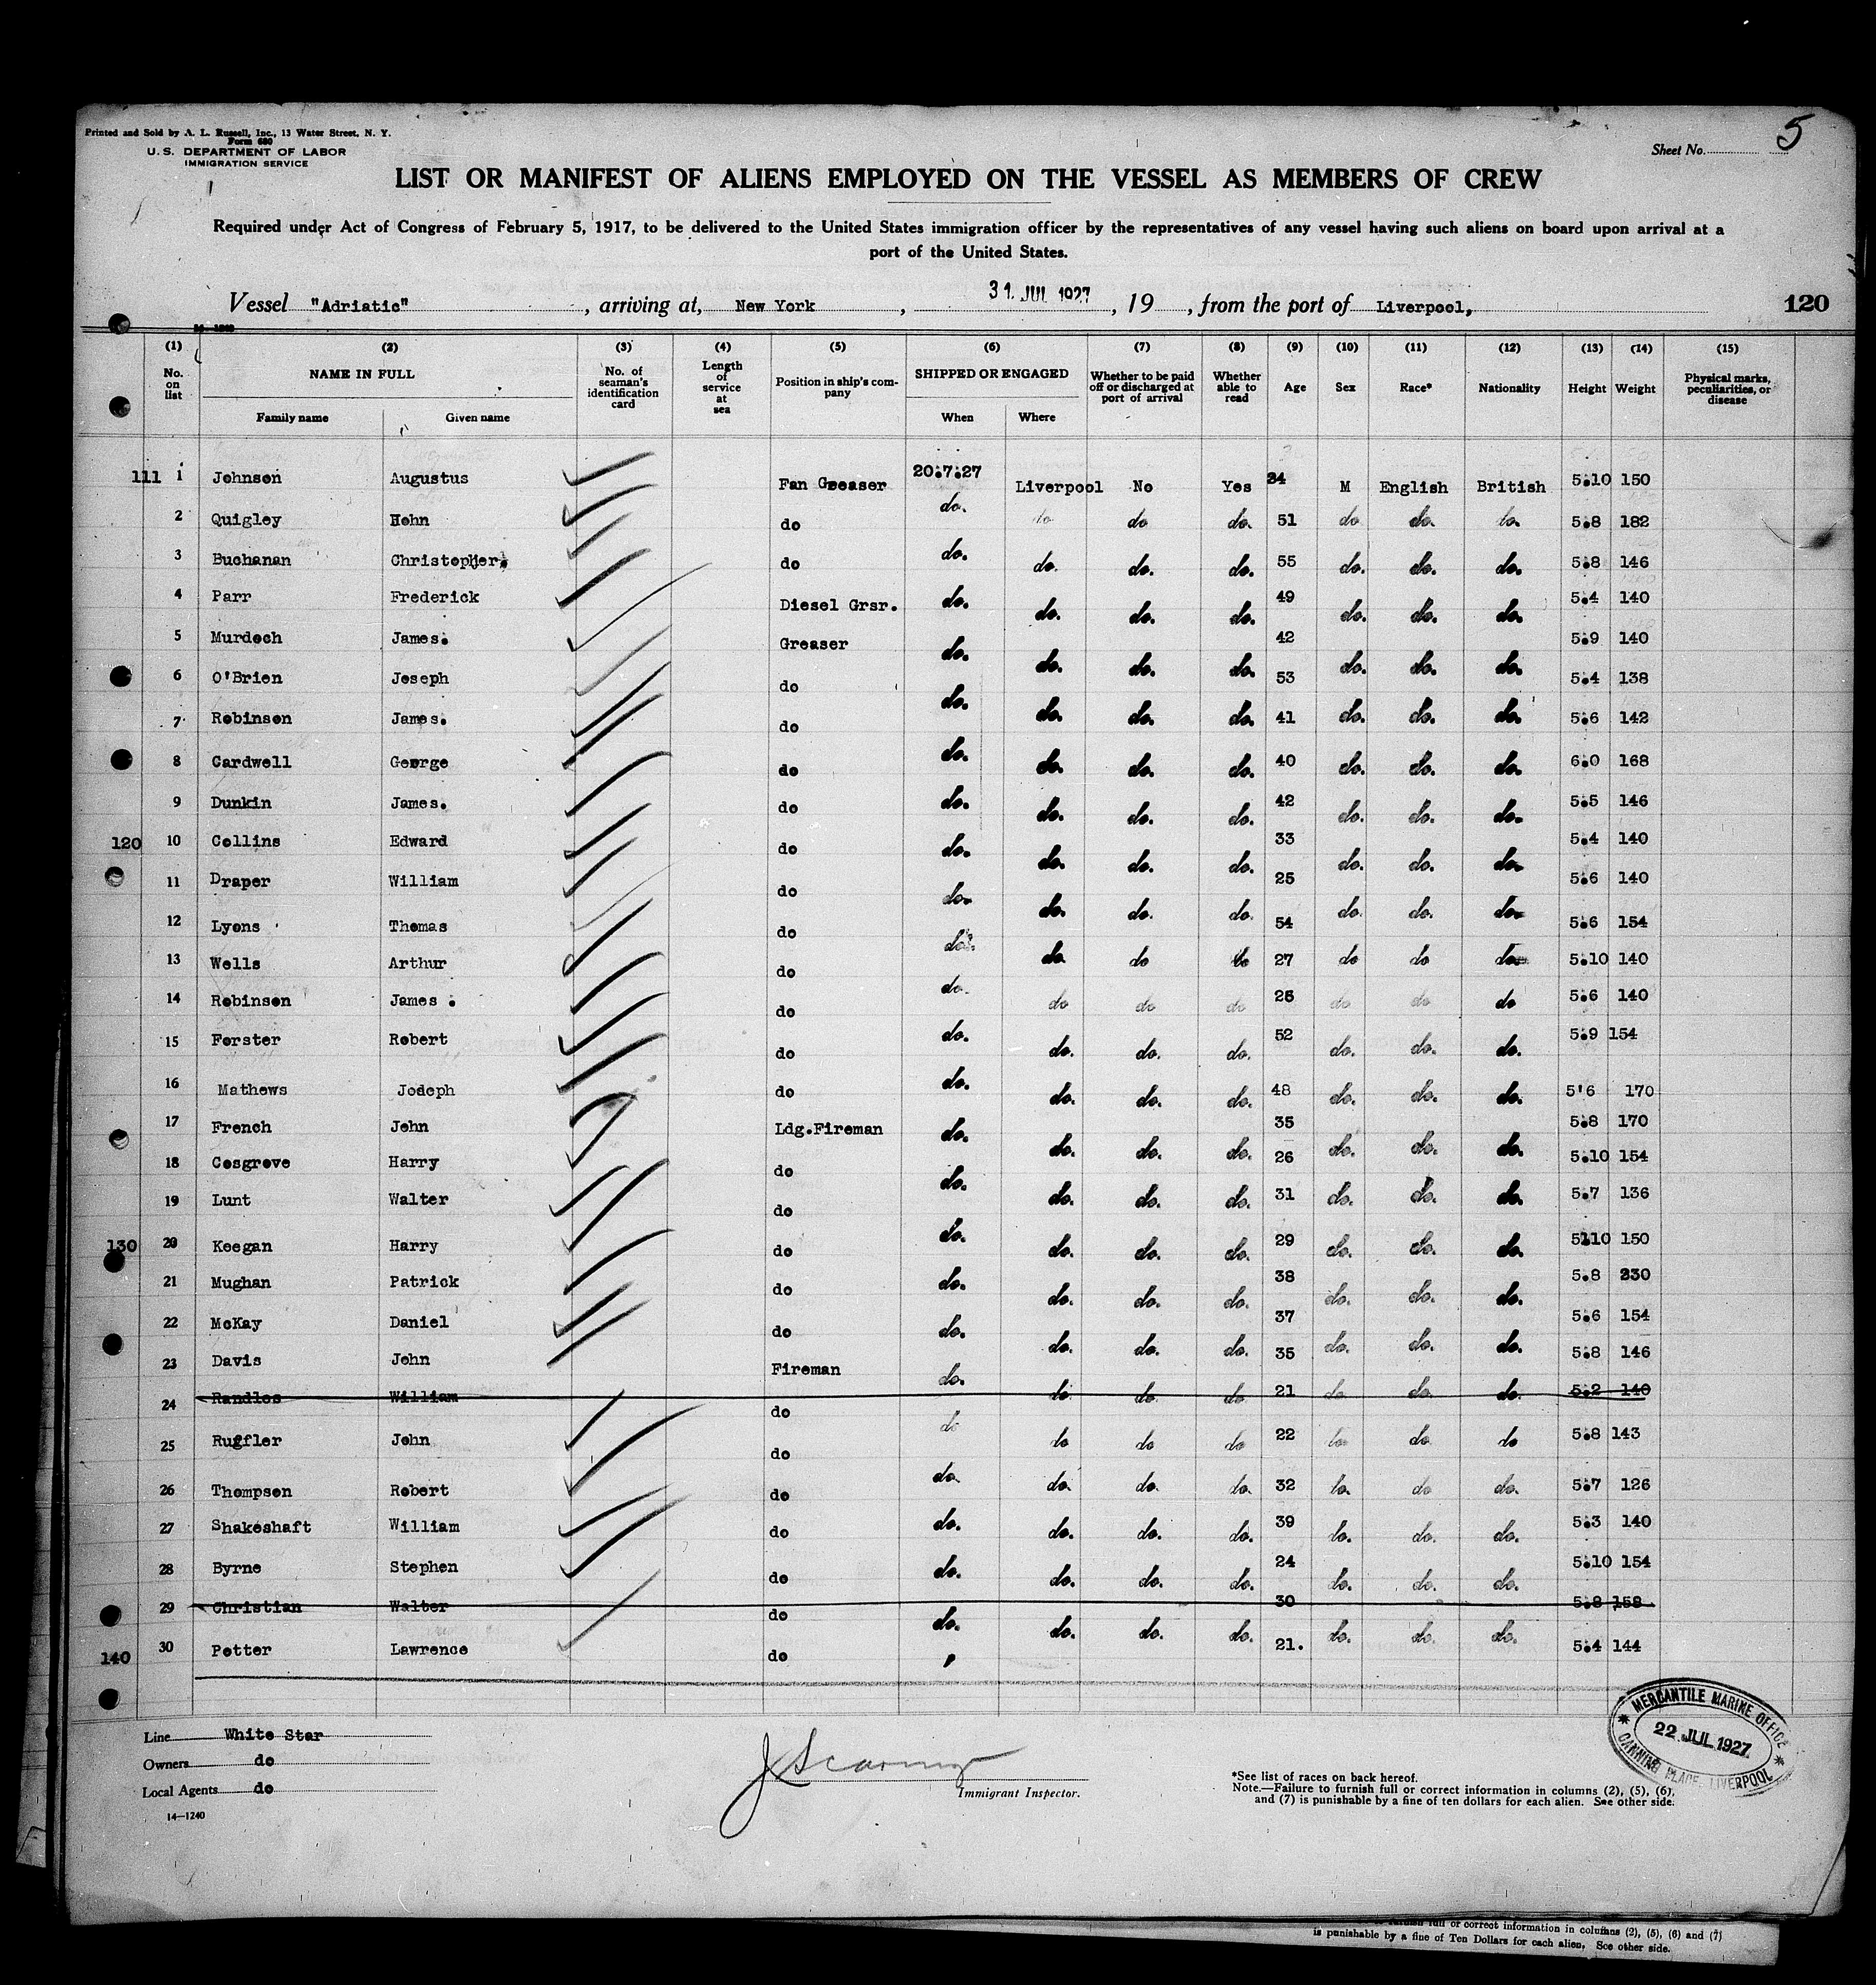 Printed and Sold by A. L. Russell, Inc., 13 Water Street, N. Y.
Form 680
U. S. DEPARTMENT OF LABOR
IMMIGRATION SERVICE
Sheet No. 5
LIST OR MANIFEST OF ALIENS EMPLOYED ON THE VESSEL AS MEMBERS OF CREW
Required under Act of Congress of February 5, 1917, to be delivered to the United States immigration officer by the representatives of any vessel having such aliens on board upon arrival at a
port of the United States.
Vessel "Adriatic", arriving at, New York, 31 JUL 1927, 19 , from the port of Liverpool, 120
(1) (2) (3) (4) (5) (6) (7) (8) (9) (10) (11) (12) (13) (14) (15)
No. on list NAME IN FULL Family name Given name No. of seaman's identification card Length of service at sea Position in ship's company SHIPPED OR ENGAGED When Where Whether to be paid off or discharged at port of arrival Whether able to read Age Sex Race* Nationality Height Weight Physical marks, peculiarities, or disease
111 1 Johnson Augustus Fan Greaser 20:7:27 Liverpool No Yes 34 M English British 5:10 150
2 Quigley Hohn do do. do do do. 51 do do. do. 5:8 182
3 Buchanan Christopher. do do. do. do. do. 55 do. do. do. 5:8 146
4 Parr Frederick Diesel Grsr. do. do. do. do. 49 do. do. do. 5:4 140
5 Murdoch James. Greaser do. do. do. do. 42 do. do. do. 5:9 140
6 O'Brien Joseph do do. do. do. do. 53 do. do. do. 5:4 138
7 Robinson James. do do. do. do. do. 41 do. do. do. 5:6 142
8 Cardwell George do do. do. do. do. 40 do. do. do. 6:0 168
9 Dunkin James. do do. do. do. do. 42 do. do. do. 5:5 146
120 10 Collins Edward do do. do. do. do. 33 do. do. do. 5:4 140
11 Draper William do do. do. do. do. 25 do. do. do. 5:6 140
12 Lyons Thomas do do. do. do do. 54 do do. do. 5:6 154
13 Wells Arthur do do. do do do 27 do do do. 5:10 140
14 Robinson James . do do. do do do 25 do do do 5:6 140
15 Forster Robert do do. do. do. do. 52 do. do. do. 5:9 154
16 Mathews Jodeph do do. do. do. do. 48 do. do. do. 5'6 170
17 French John Ldg.Fireman do. do. do. do. 35 do. do. do. 5:8 170
18 Cosgrove Harry do do. do. do. do. 26 do. do. do. 5:10 154
19 Lunt Walter do do. do. do. do. 31 do. do. do. 5:7 136
130 20 Keegan Harry do do. do. do. do. 29 do. do. do. 5110 150
21 Mughan Patrick do do. do. do. do. 38 do. do. do. 5:8 230
22 McKay Daniel do do. do. do. do. 37 do. do. do. 5:6 154
23 Davis John Fireman do. do do do 35 do do. do. 5:8 146
24 Randles William do do do do 21 do do do. 5:2 140
25 Ruffler John do do do do do 22 do do do 5:8 143
26 Thompson Robert do do. do. do. do. 32 do. do do. 5:7 126
27 Shakeshaft William do do. do. do. do. 39 do. do. do. 5:3 140
28 Byrne Stephen do do. do. do. do. 24 do. do. do. 5:10 154
29 Christian Walter do do. 30 5:8 158
140 30 Potter Lawrence do do. do. do. 21. do. do. do. 5:4 144
Line White Star
Owners do
Local Agents do
14—1240
Immigrant Inspector.
*See list of races on back hereof.
Note.—Failure to furnish full or correct information in columns (2), (5), (6),
and (7) is punishable by a fine of ten dollars for each alien. See other side.
MERCANTILE MARINE OFFICE
22 JUL 1927
CANNING PLACE, LIVERPOOL
full or correct information in columns (2), (5), (6) and (7)
is punishable by a fine of Ten Dollars for each alien. See other side.